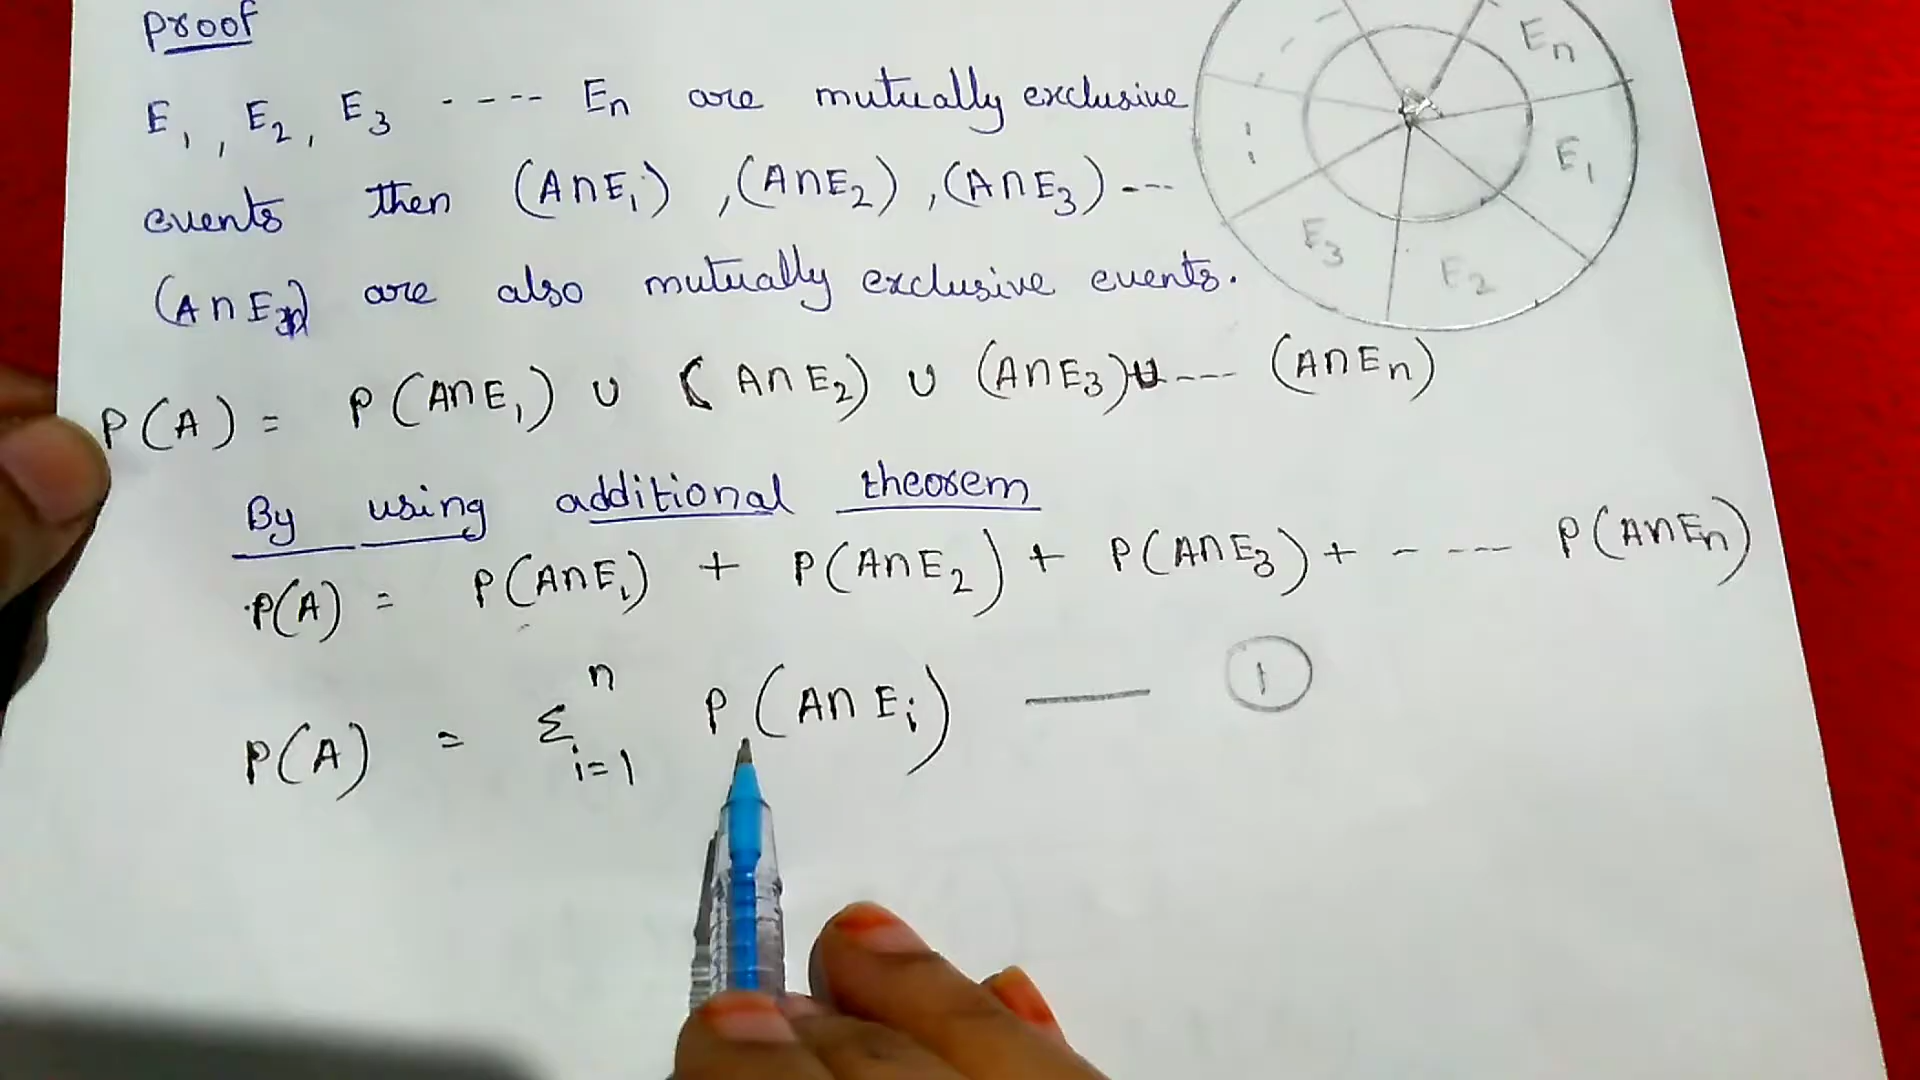 Proof
E1, E2, E3 ---- En are mutually exclusive
events then (A∩E1), (A∩E2), (A∩E3) ---
(A∩En) are also mutually exclusive events.
P(A) = P(A∩E1) ∪ (A∩E2) ∪ (A∩E3) ∪ ---- (A∩En)
By using additional theorem
P(A) = P(A∩E1) + P(A∩E2) + P(A∩E3) + ---- P(A∩En)
P(A) = Σ i=1 n P(A∩Ei) —— 1
En
E1
E2
E3